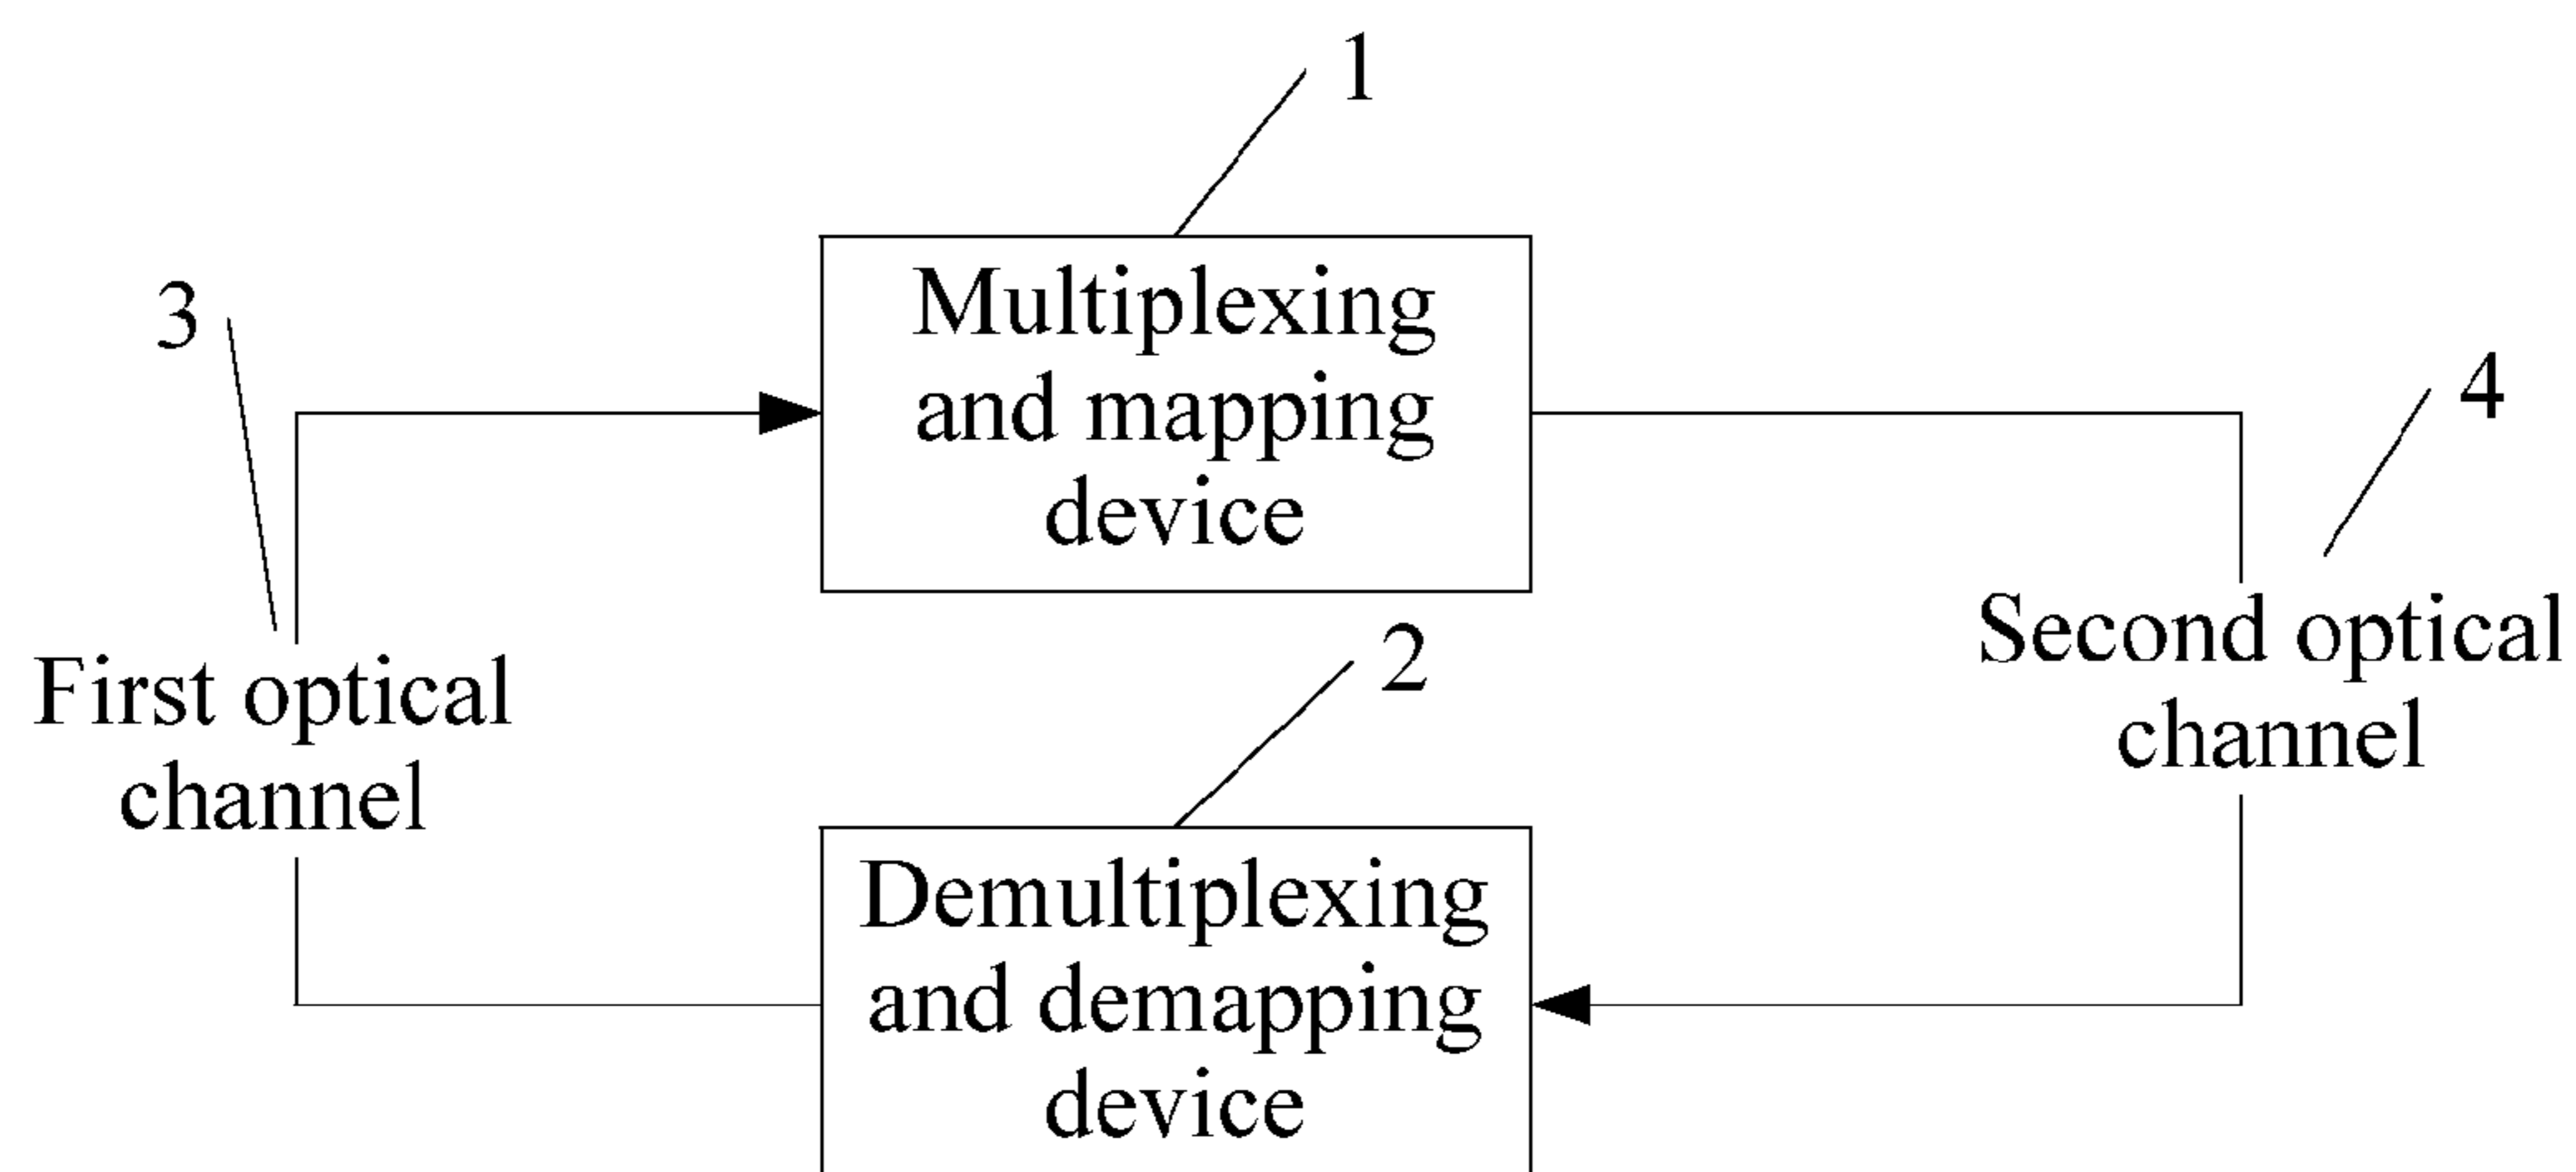 1
Multiplexing
and mapping
device
3
4
First optical
channel
Second optical
channel
2
Demultiplexing
and demapping
device